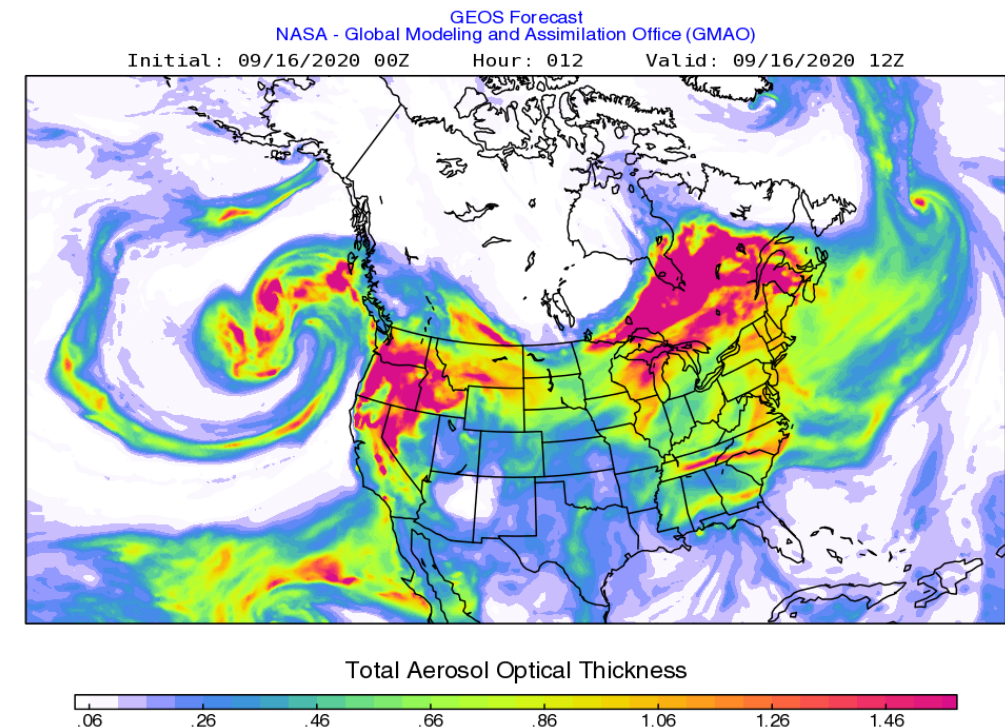 GEOS Forecast
NASA - Global Modeling and Assimilation Office (GMAO)
Initial: 09/16/2020 00Z Hour: 012 Valid: 09/16/2020 12Z
Total Aerosol Optical Thickness
.06 .26 .46 .66 .86 1.06 1.26 1.46